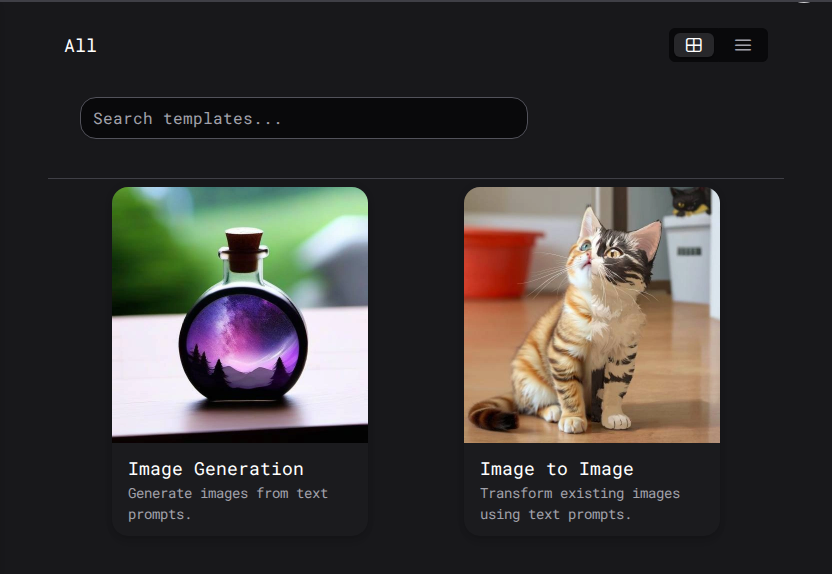 All
Search templates...
Image Generation
Generate images from text
prompts.
Image to Image
Transform existing images
using text prompts.